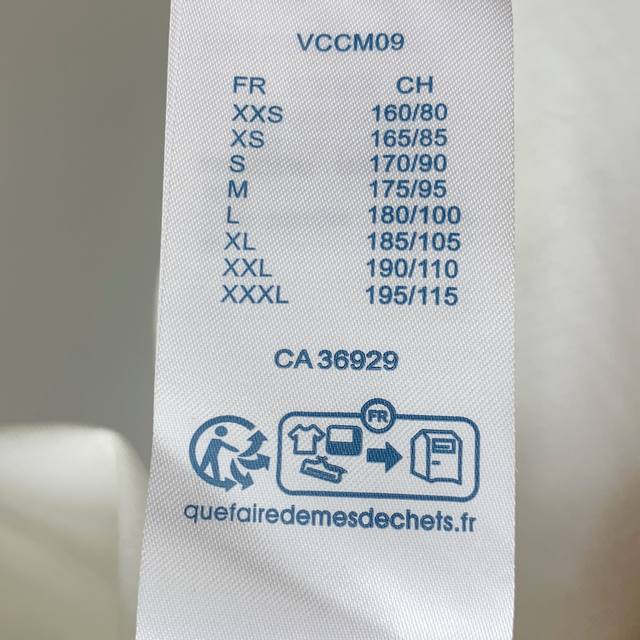 VCCM09
FR CH
XXS 160/80
XS 165/85
S 170/90
M 175/95
L 180/100
XL 185/105
XXL 190/110
XXXL 195/115
CA 36929
FR
quefairedemesdechets.fr